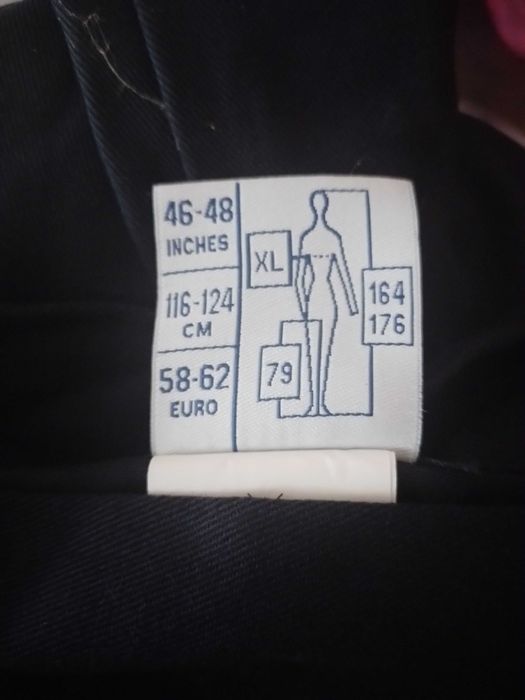 46-48
INCHES
116-124
CM
58-62
EURO
XL
164
176
79